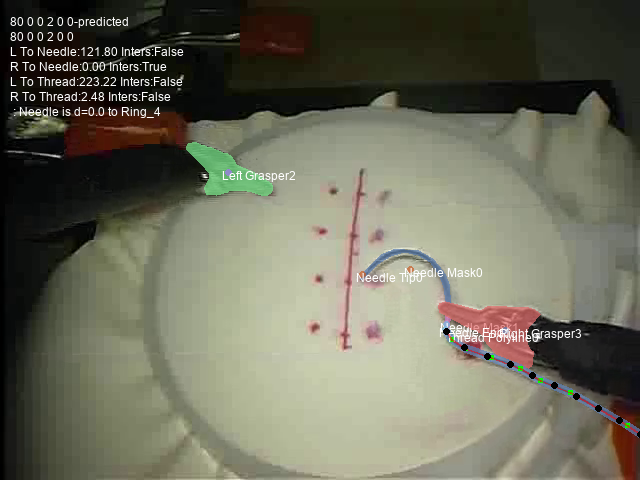 80 0 0 2 0 0-predicted
80 0 0 2 0 0
L To Needle:121.80 Inters:False
R To Needle:0.00 Inters:True
L To Thread:223.22 Inters:False
R To Thread:2.48 Inters:False
: Needle is d=0.0 to Ring_4
Left Grasper2
Needle Mask0
Needle Tip0
Right Grasper3
Thread Polyline0